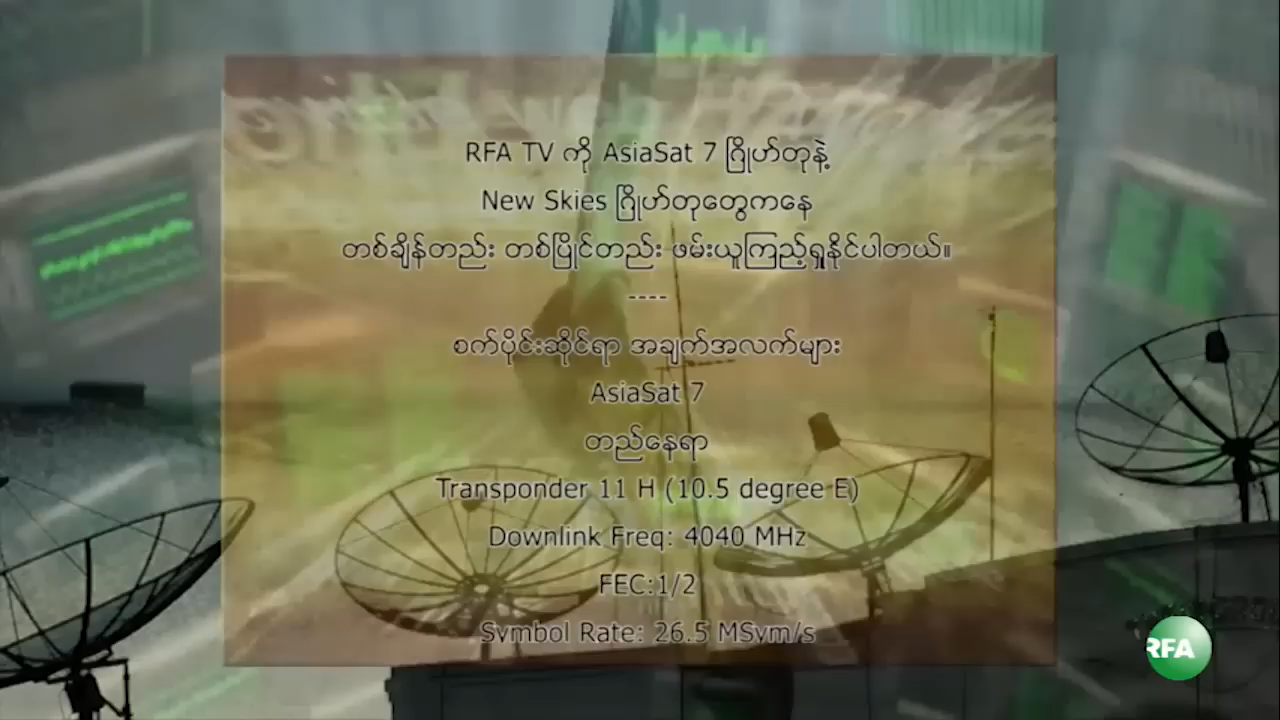 RFA TV ကို AsiaSat 7 ဂြိုဟ်တုနဲ့
New Skies ဂြိုဟ်တုတွေကနေ
တစ်ချိန်တည်း တစ်ပြိုင်တည်း ဖမ်းယူကြည့်ရှုနိုင်ပါတယ်။
----
စက်ပိုင်းဆိုင်ရာ အချက်အလက်များ
AsiaSat 7
တည်နေရာ
Transponder 11 H (10.5 degree E)
Downlink Freq: 4040 MHz
FEC:1/2
Symbol Rate: 26.5 MSym/s
RFA